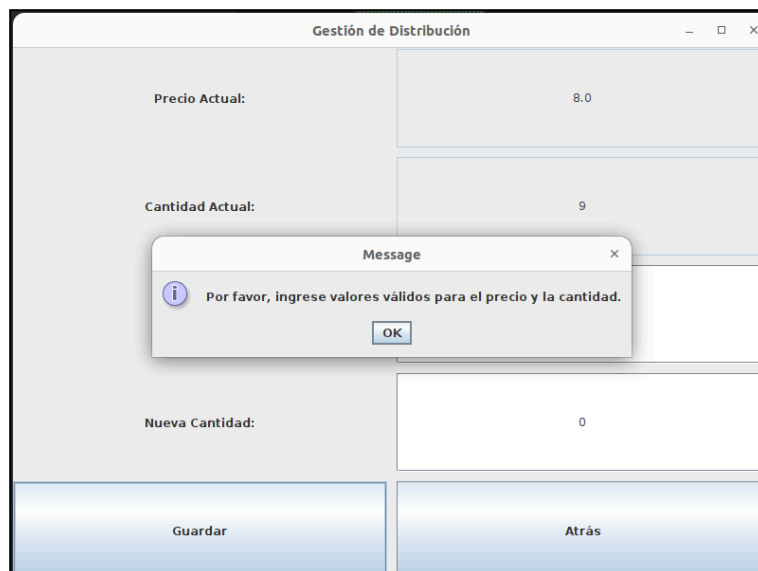 Gestión de Distribución
Precio Actual:
8.0
Cantidad Actual:
9
Message
Por favor, ingrese valores válidos para el precio y la cantidad.
OK
Nueva Cantidad:
0
Guardar
Atrás